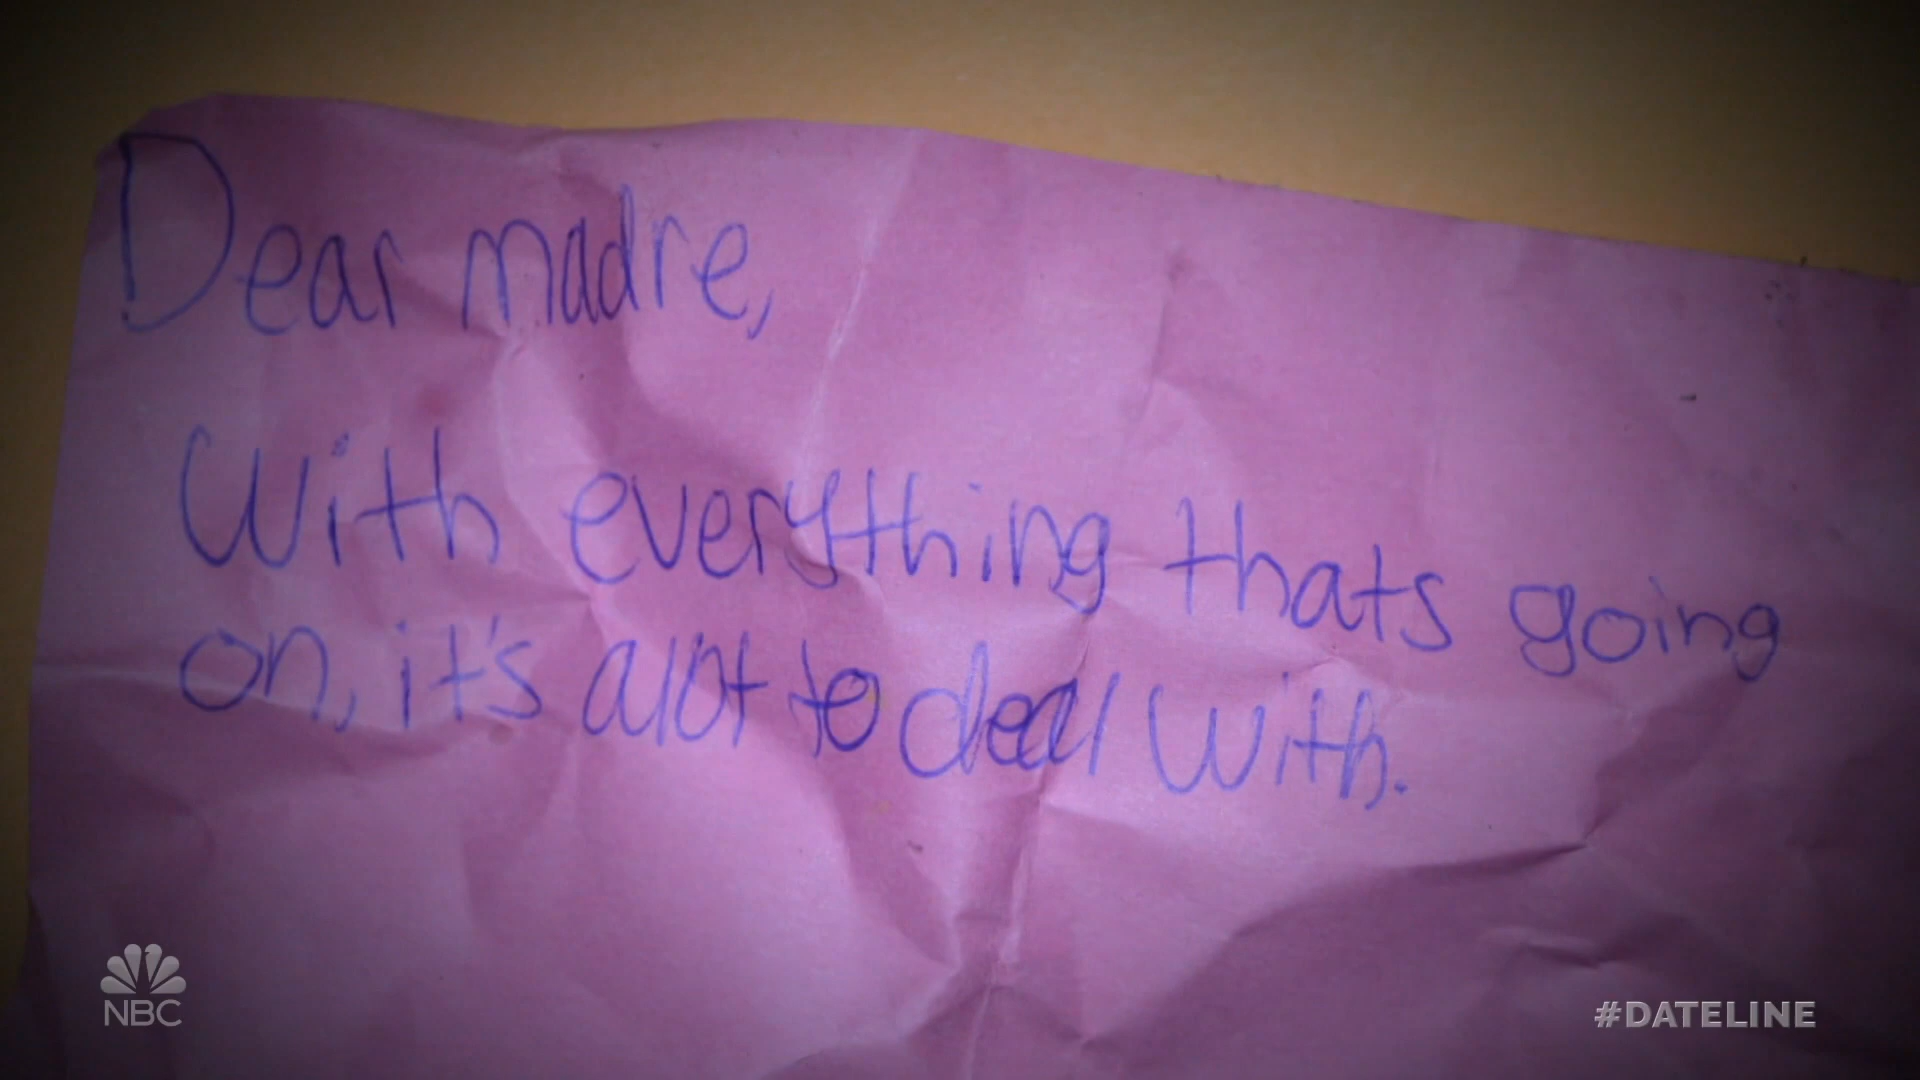 Dear madre,
With everything thats going
on, it's alot to deal with.
NBC
#DATELINE